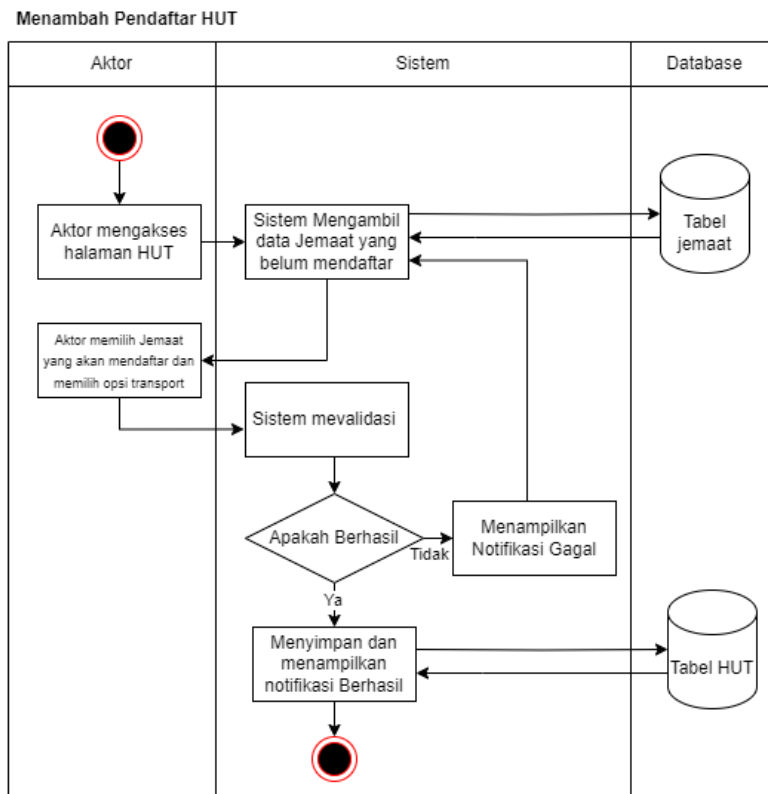 Menambah Pendaftar HUT
Aktor
Sistem
Database
Aktor mengakses
halaman HUT
Sistem Mengambil
data Jemaat yang
belum mendaftar
Tabel
jemaat
Aktor memilih Jemaat
yang akan mendaftar dan
memilih opsi transport
Sistem mevalidasi
Apakah Berhasil
Tidak
Menampilkan
Notifikasi Gagal
Ya
Menyimpan dan
menampilkan
notifikasi Berhasil
Tabel HUT